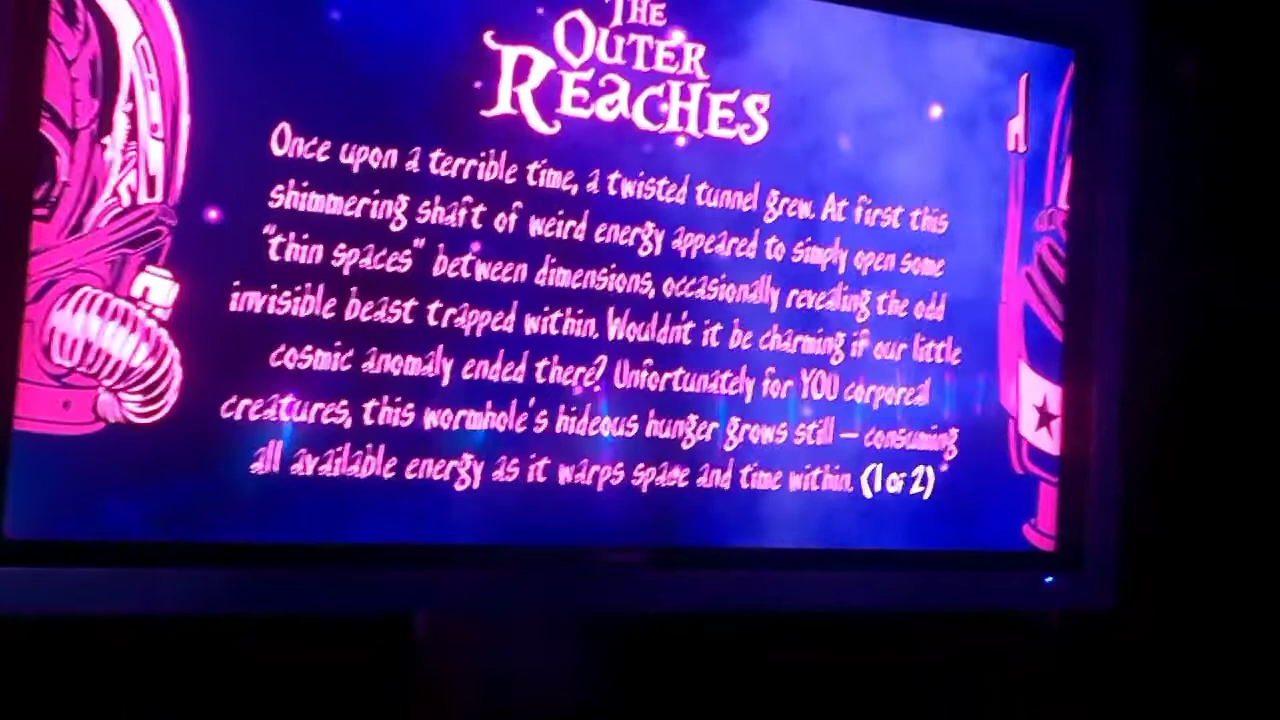 THE
OUTER
REACHES
Once upon a terrible time, a twisted tunnel grew. At first this
shimmering shaft of weird energy appeared to simply open some
"thin spaces" between dimensions, occasionally revealing the odd
invisible beast trapped within. Wouldn't it be charming if our little
cosmic anomaly ended there? Unfortunately for YOU corporeal
creatures, this wormhole's hideous hunger grows still – consuming
all available energy as it warps space and time within. (1 of 2)